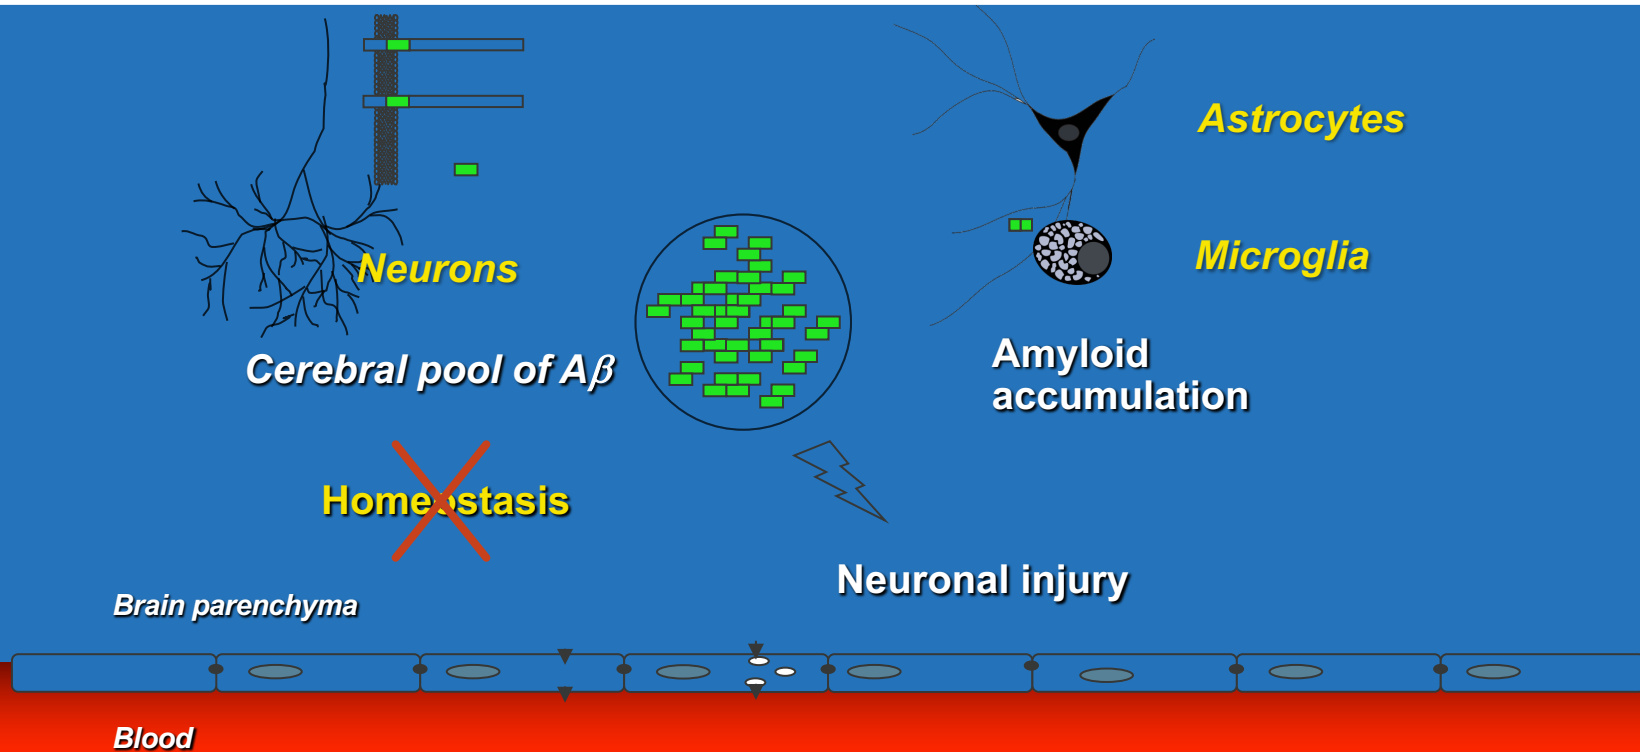 Astrocytes
Neurons
Microglia
Cerebral pool of Aβ
Amyloid
accumulation
Homeostasis
Neuronal injury
Brain parenchyma
Blood